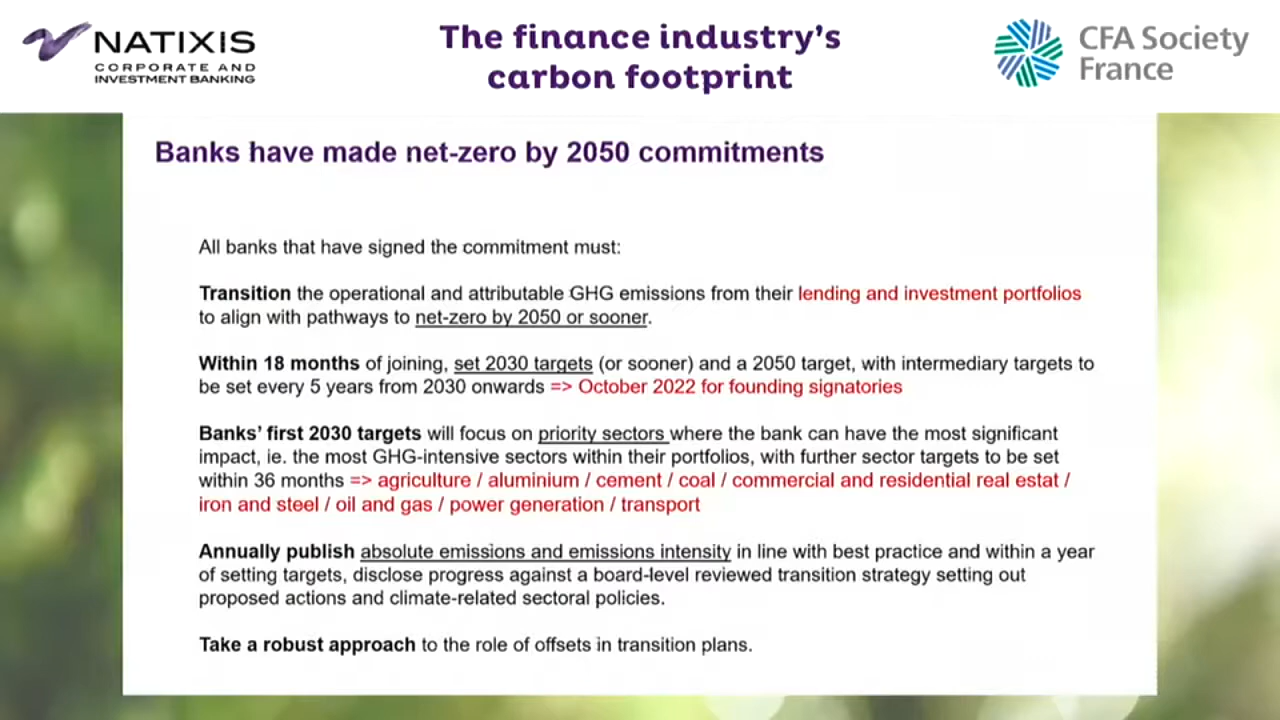 NATIXIS
CORPORATE AND
INVESTMENT BANKING
The finance industry's
carbon footprint
CFA Society
France
Banks have made net-zero by 2050 commitments
All banks that have signed the commitment must:
Transition the operational and attributable GHG emissions from their lending and investment portfolios
to align with pathways to net-zero by 2050 or sooner.
Within 18 months of joining, set 2030 targets (or sooner) and a 2050 target, with intermediary targets to
be set every 5 years from 2030 onwards => October 2022 for founding signatories
Banks' first 2030 targets will focus on priority sectors where the bank can have the most significant
impact, ie. the most GHG-intensive sectors within their portfolios, with further sector targets to be set
within 36 months => agriculture / aluminium / cement / coal / commercial and residential real estat /
iron and steel / oil and gas / power generation / transport
Annually publish absolute emissions and emissions intensity in line with best practice and within a year
of setting targets, disclose progress against a board-level reviewed transition strategy setting out
proposed actions and climate-related sectoral policies.
Take a robust approach to the role of offsets in transition plans.